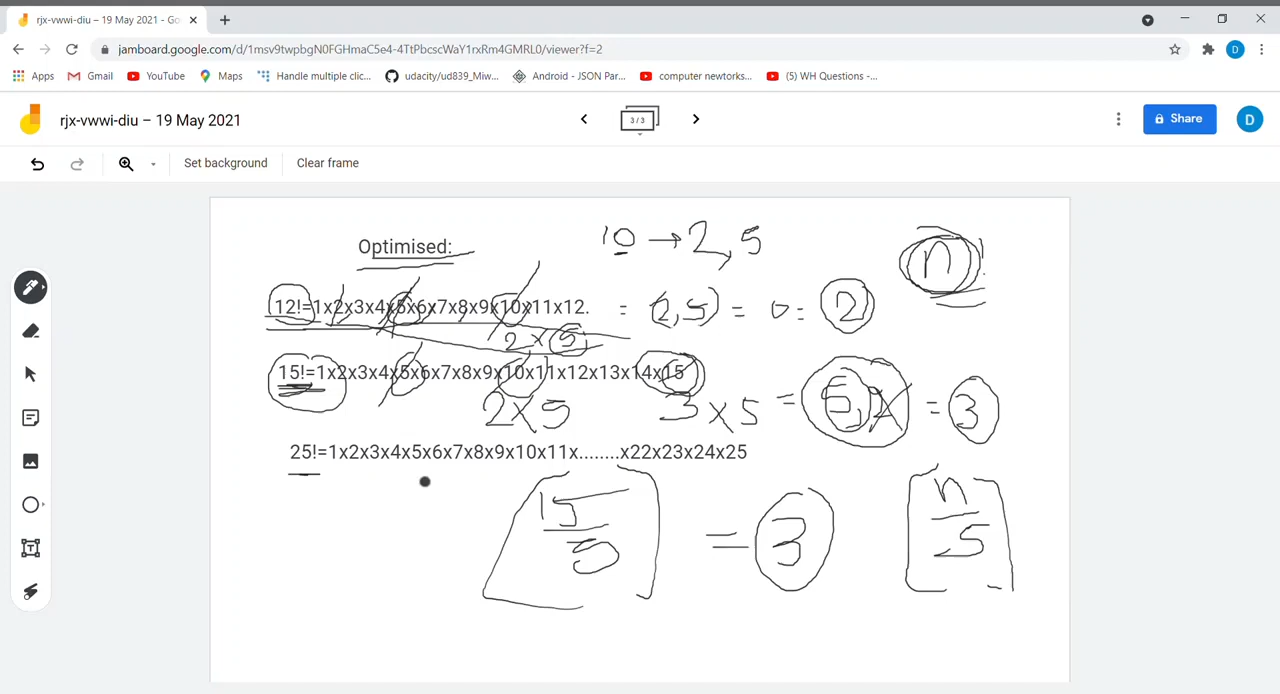 rjx-vwwi-diu – 19 May 2021 - Go
jamboard.google.com/d/1msv9twpbgN0FGHmaC5e4-4TtPbcscWaY1rxRm4GMRL0/viewer?f=2
D
Apps Gmail YouTube Maps Handle multiple clic... udacity/ud839_Miw... Android - JSON Par... computer newtorks... (5) WH Questions -...
rjx-vwwi-diu – 19 May 2021
3 / 3
Share
D
Set background Clear frame
Optimised:
10 → 2, 5
n!
12!=1x2x3x4x5x6x7x8x9x10x11x12.
= (2,5) = 0 = 2
2 x 5
15!=1x2x3x4x5x6x7x8x9x10x11x12x13x14x15
2 x 5
3 x 5
= 3
25!=1x2x3x4x5x6x7x8x9x10x11x........x22x23x24x25
[15/5] = 3
[n/5]